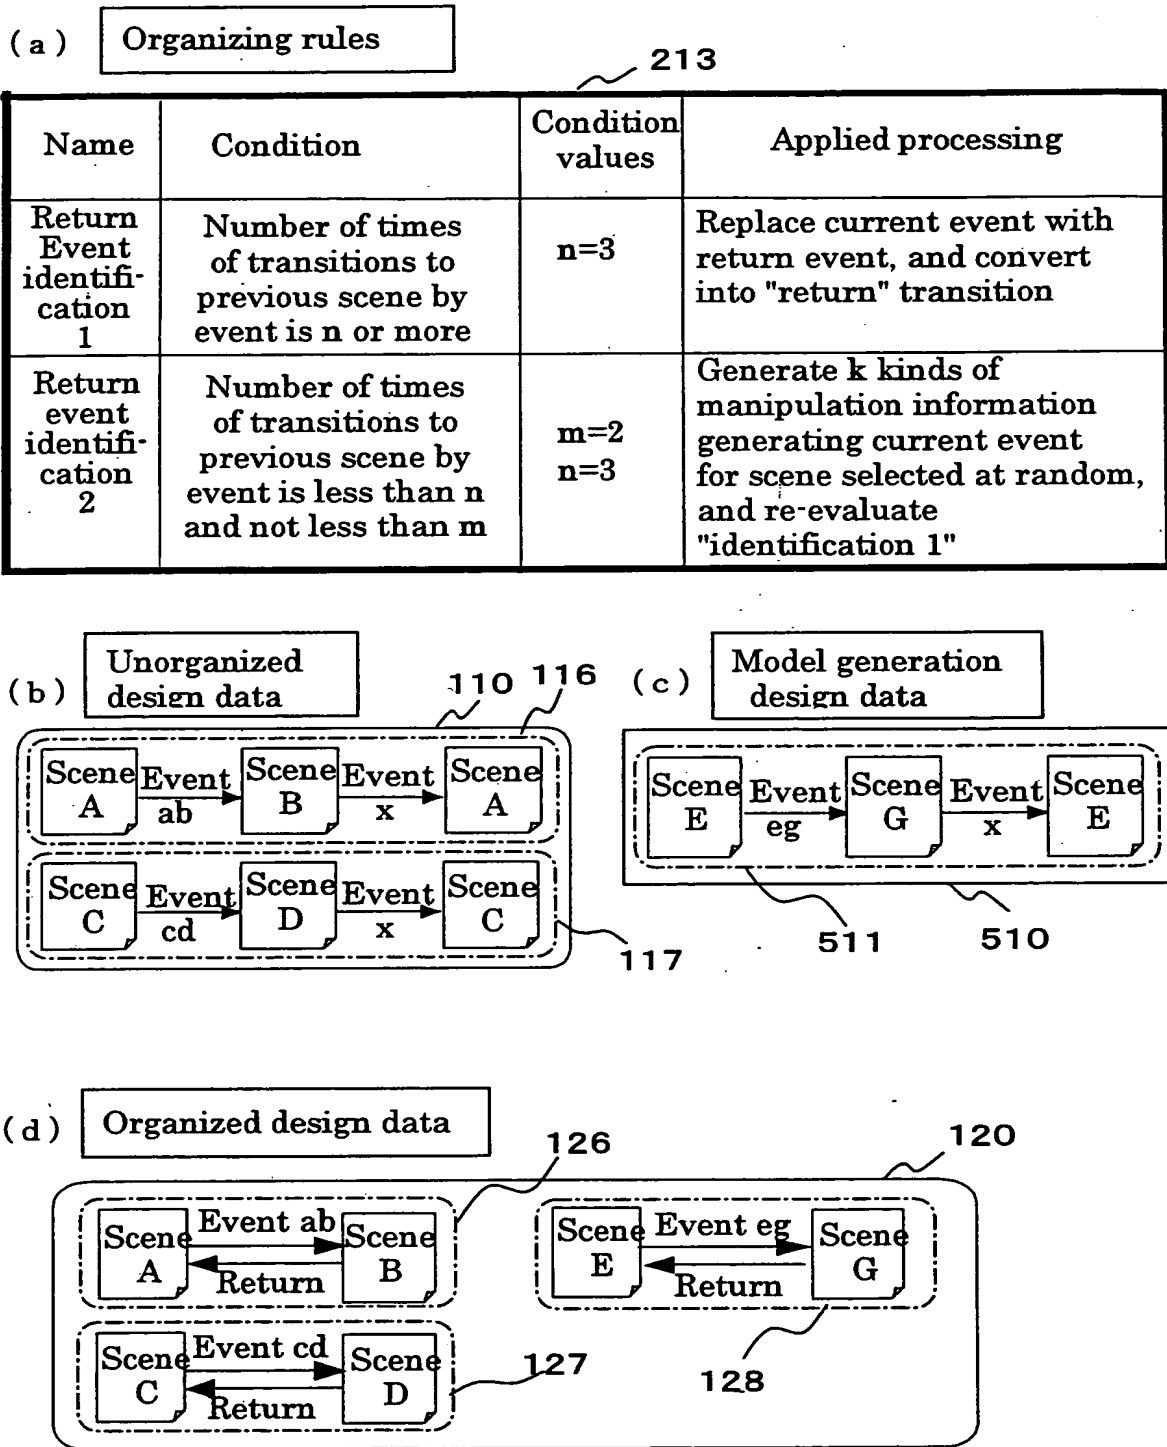 (a)
Organizing rules
213
Name
Condition
Condition
values
Applied processing
Return
Event
identifi-
cation
1
Number of times
of transitions to
previous scene by
event is n or more
n=3
Replace current event with
return event, and convert
into "return" transition
Return
event
identifi-
cation
2
Number of times
of transitions to
previous scene by
event is less than n
and not less than m
m=2
n=3
Generate k kinds of
manipulation information
generating current event
for scene selected at random,
and re-evaluate
"identification 1"
(b)
Unorganized
design data
110
116
Scene
A
Event
ab
Scene
B
Event
x
Scene
A
Scene
C
Event
cd
Scene
D
Event
x
Scene
C
117
(c)
Model generation
design data
Scene
E
Event
eg
Scene
G
Event
x
Scene
E
511
510
(d)
Organized design data
126
120
Scene
A
Event ab
Return
Scene
B
Scene
E
Event eg
Return
Scene
G
128
Scene
C
Event cd
Return
Scene
D
127